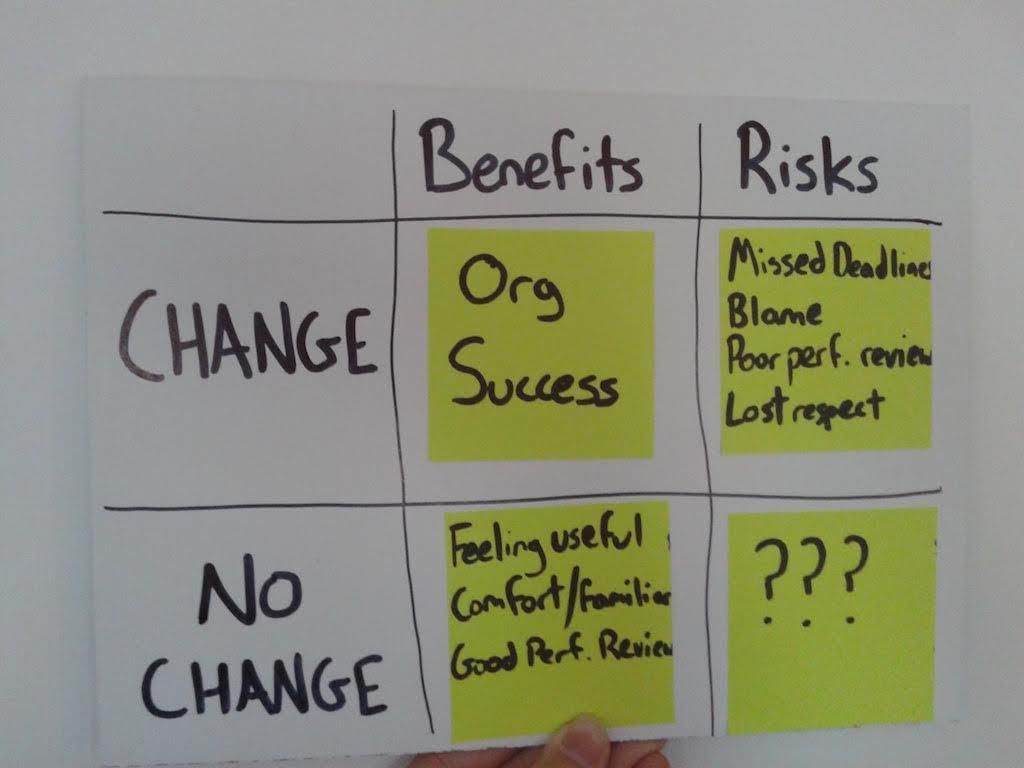 Benefits
Risks
CHANGE
Org
Success
Missed Deadlines
Blame
Poor perf. review
Lost respect
NO
CHANGE
Feeling useful
Comfort/familiar
Good Perf. Review
???